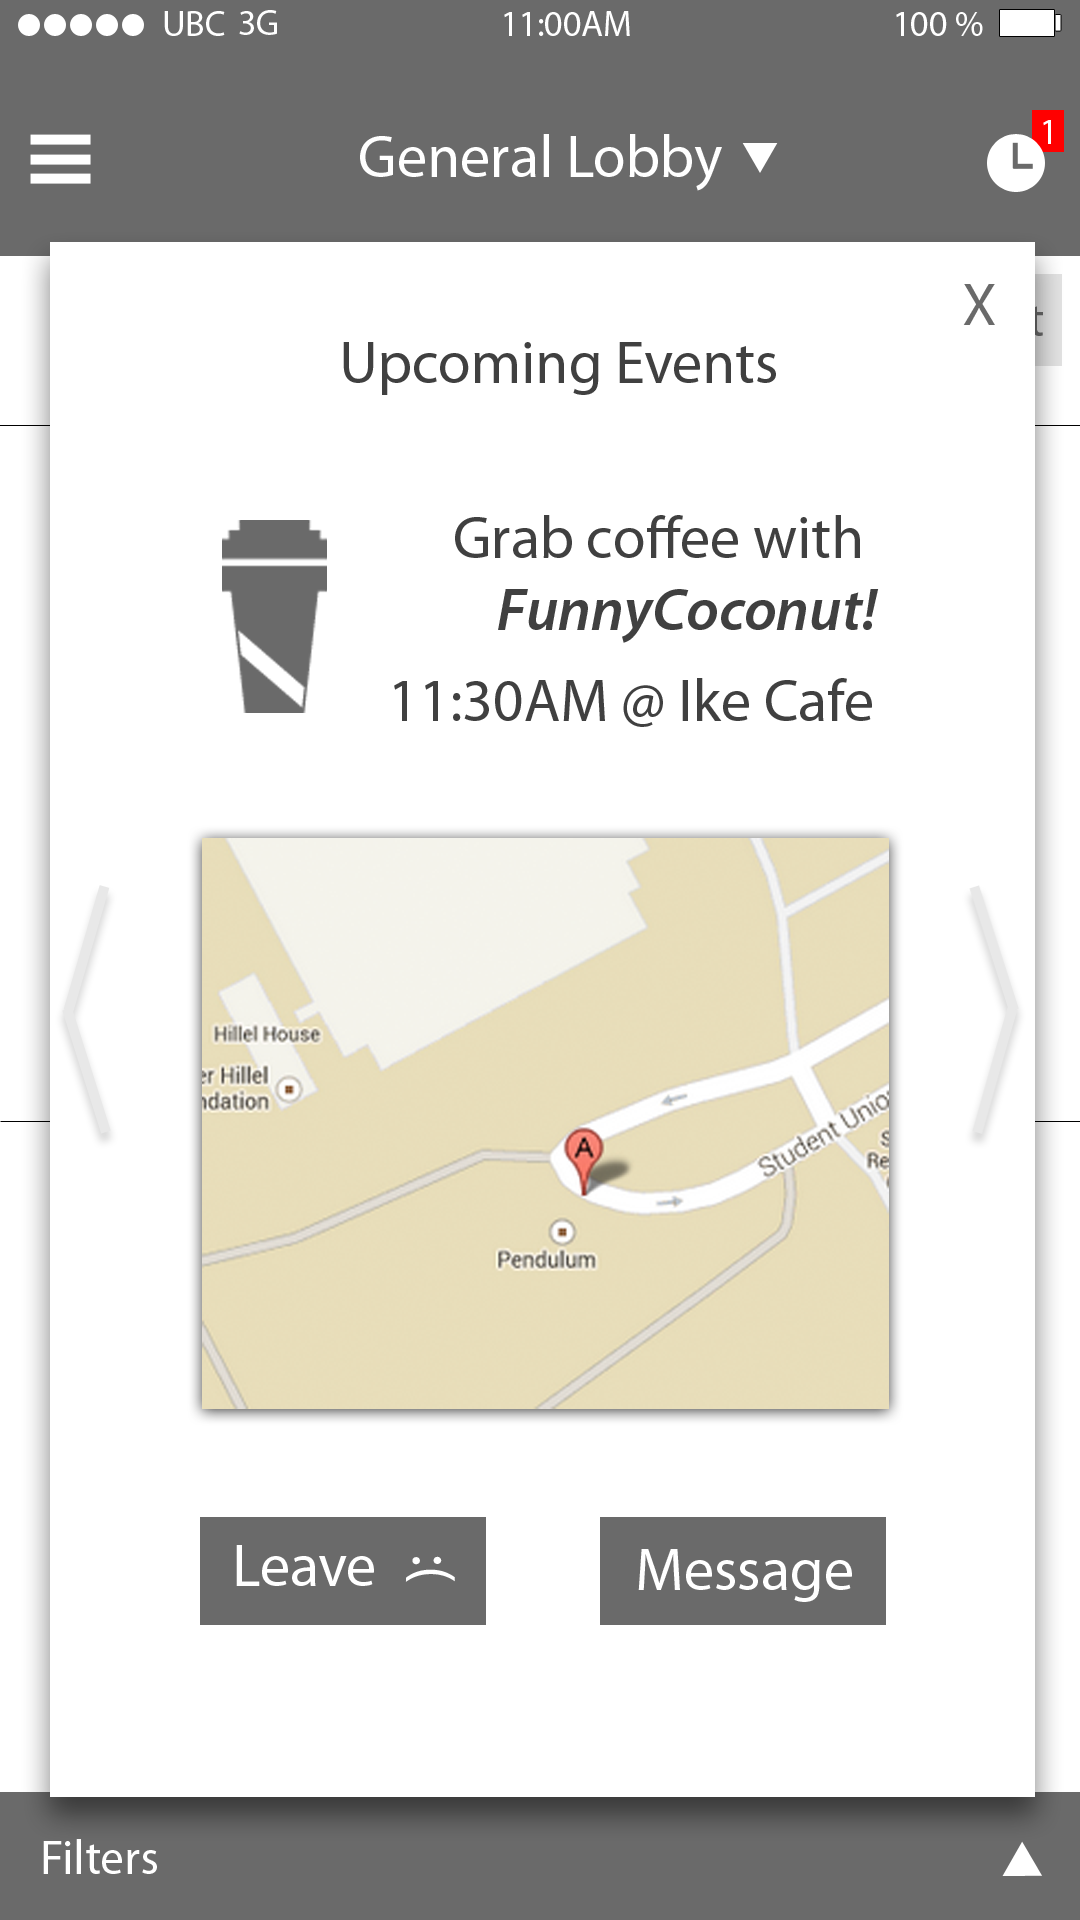 UBC 3G 11:00AM 100 %
General Lobby
1
X
t
Upcoming Events
Grab coffee with
FunnyCoconut!
11:30AM @ Ike Cafe
Hillel House
er Hillel
ndation
A
Student Unio
S
Re
Pendulum
Leave
Message
Filters